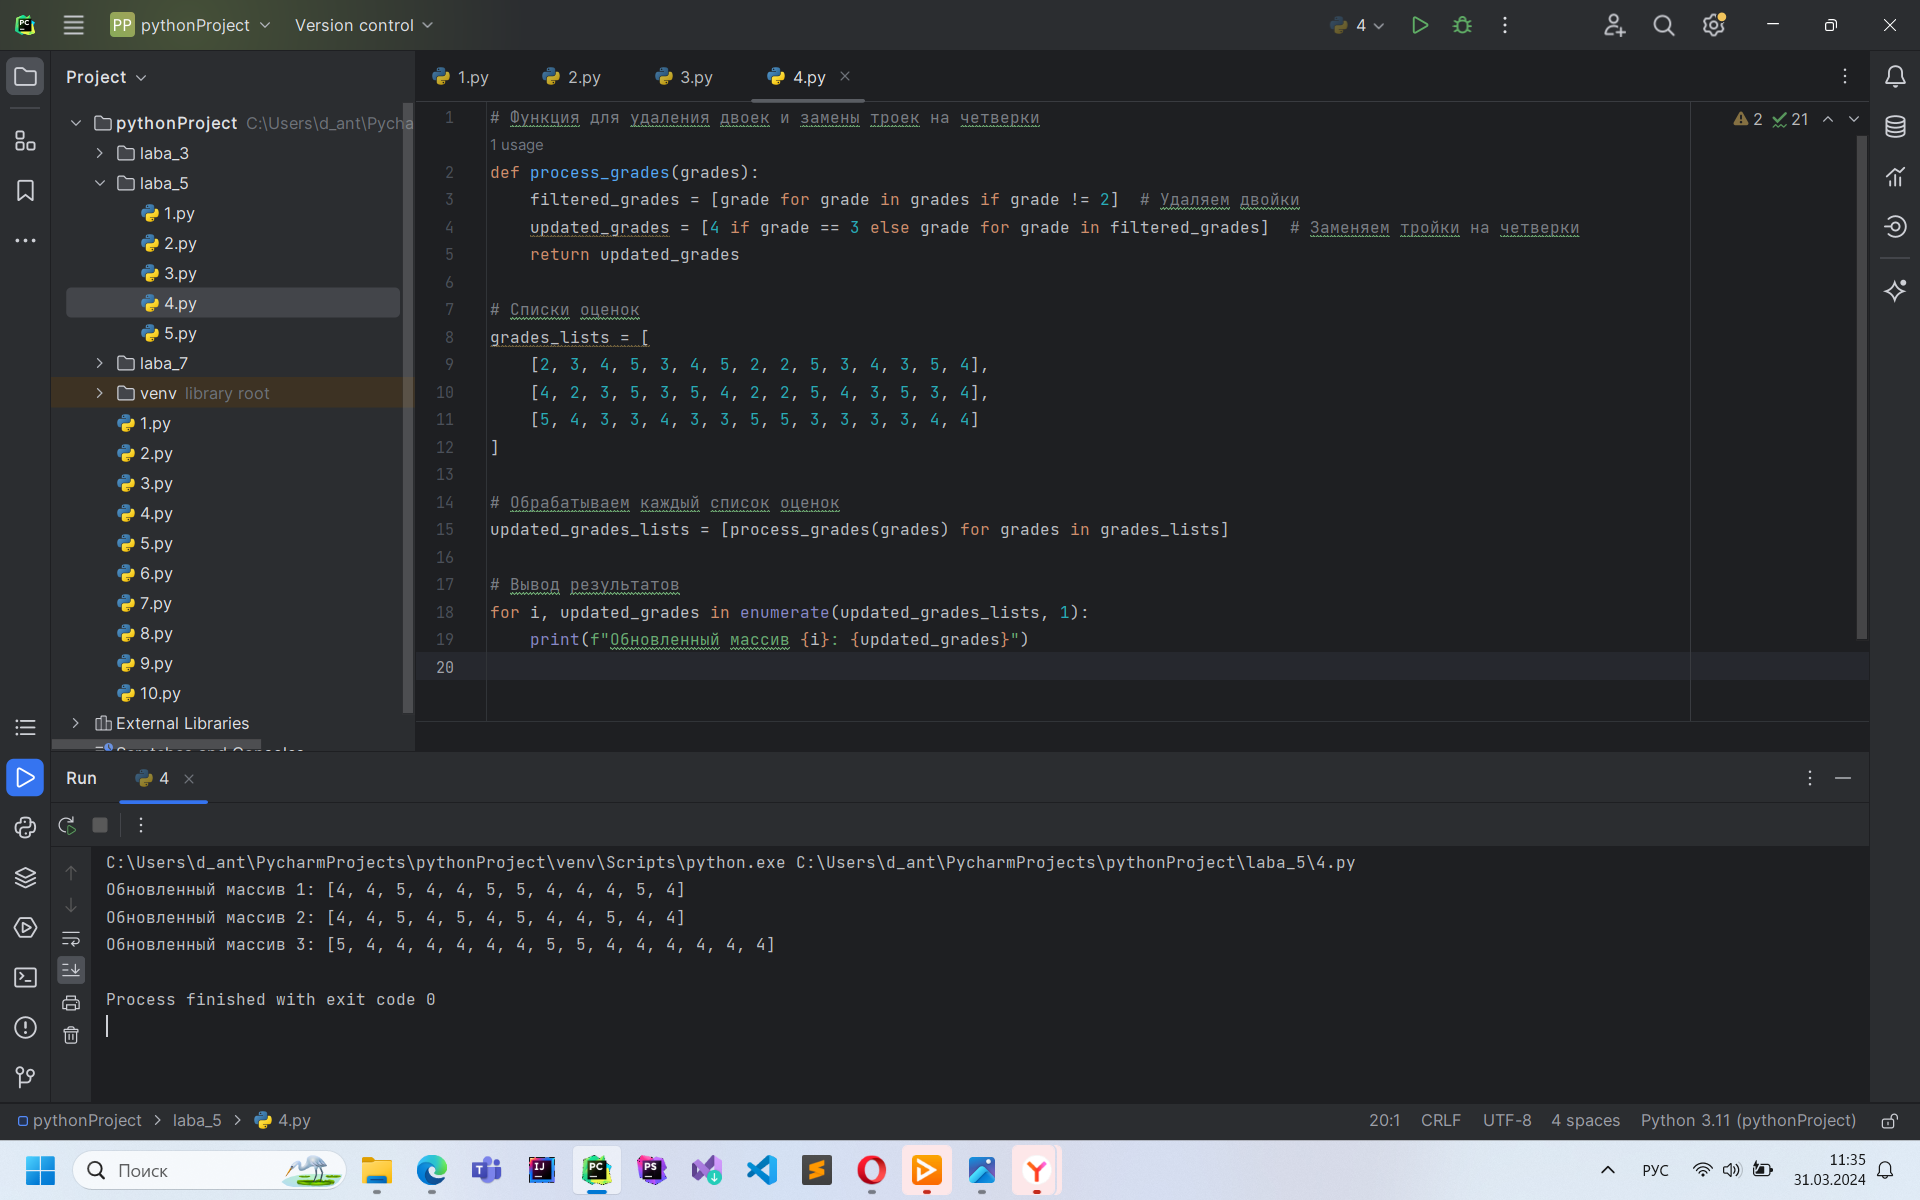 PP pythonProject Version control 4
Project
1.py 2.py 3.py 4.py
pythonProject C:\Users\d_ant\Pycha
laba_3
laba_5
1.py
2.py
3.py
4.py
5.py
laba_7
venv library root
1.py
2.py
3.py
4.py
5.py
6.py
7.py
8.py
9.py
10.py
External Libraries
Scratches and Consoles
2 21
1 # Функция для удаления двоек и замены троек на четверки
1 usage
2 def process_grades(grades):
3 filtered_grades = [grade for grade in grades if grade != 2]  # Удаляем двойки
4 updated_grades = [4 if grade == 3 else grade for grade in filtered_grades]  # Заменяем тройки на четверки
5 return updated_grades
6
7 # Списки оценок
8 grades_lists = [
9 [2, 3, 4, 5, 3, 4, 5, 2, 2, 5, 3, 4, 3, 5, 4],
10 [4, 2, 3, 5, 3, 5, 4, 2, 2, 5, 4, 3, 5, 3, 4],
11 [5, 4, 3, 3, 4, 3, 3, 5, 5, 3, 3, 3, 3, 4, 4]
12 ]
13
14 # Обрабатываем каждый список оценок
15 updated_grades_lists = [process_grades(grades) for grades in grades_lists]
16
17 # Вывод результатов
18 for i, updated_grades in enumerate(updated_grades_lists, 1):
19 print(f"Обновленный массив {i}: {updated_grades}")
20
Run 4
C:\Users\d_ant\PycharmProjects\pythonProject\venv\Scripts\python.exe C:\Users\d_ant\PycharmProjects\pythonProject\laba_5\4.py
Обновленный массив 1: [4, 4, 5, 4, 4, 5, 5, 4, 4, 4, 5, 4]
Обновленный массив 2: [4, 4, 5, 4, 5, 4, 5, 4, 4, 5, 4, 4]
Обновленный массив 3: [5, 4, 4, 4, 4, 4, 4, 5, 5, 4, 4, 4, 4, 4, 4]
Process finished with exit code 0
pythonProject > laba_5 > 4.py 20:1 CRLF UTF-8 4 spaces Python 3.11 (pythonProject)
Поиск
РУС
11:35
31.03.2024